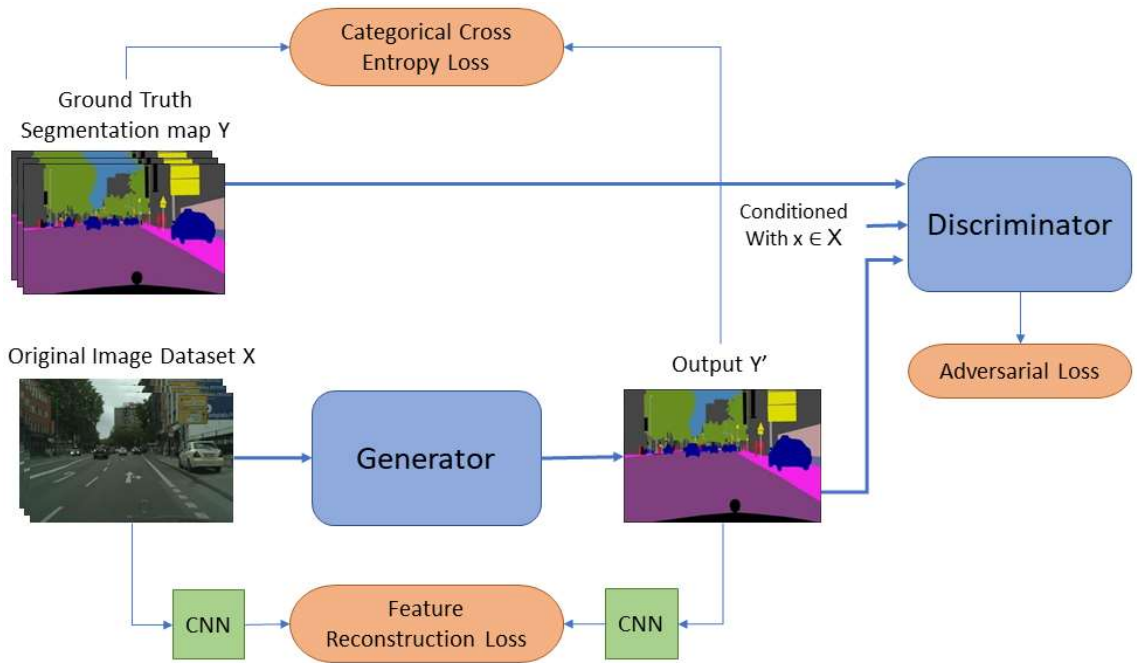 Categorical Cross
Entropy Loss
Ground Truth
Segmentation map Y
Conditioned
With x ∈ X
Discriminator
Original Image Dataset X
Output Y’
Adversarial Loss
Generator
CNN
Feature
Reconstruction Loss
CNN